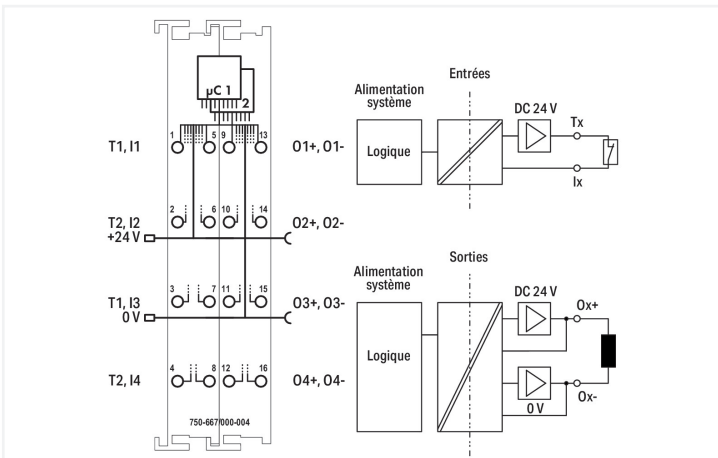 µC 1
2
1
5
9
13
T1, I1
O1+, O1-
2
6
10
14
T2, I2
O2+, O2-
+24 V
3
7
11
15
T1, I3
O3+, O3-
0 V
4
8
12
16
T2, I4
O4+, O4-
750-667/000-004
Entrées
Alimentation
système
DC 24 V
Tx
Logique
Ix
Sorties
Alimentation
système
DC 24 V
Ox+
Logique
Ox-
0 V